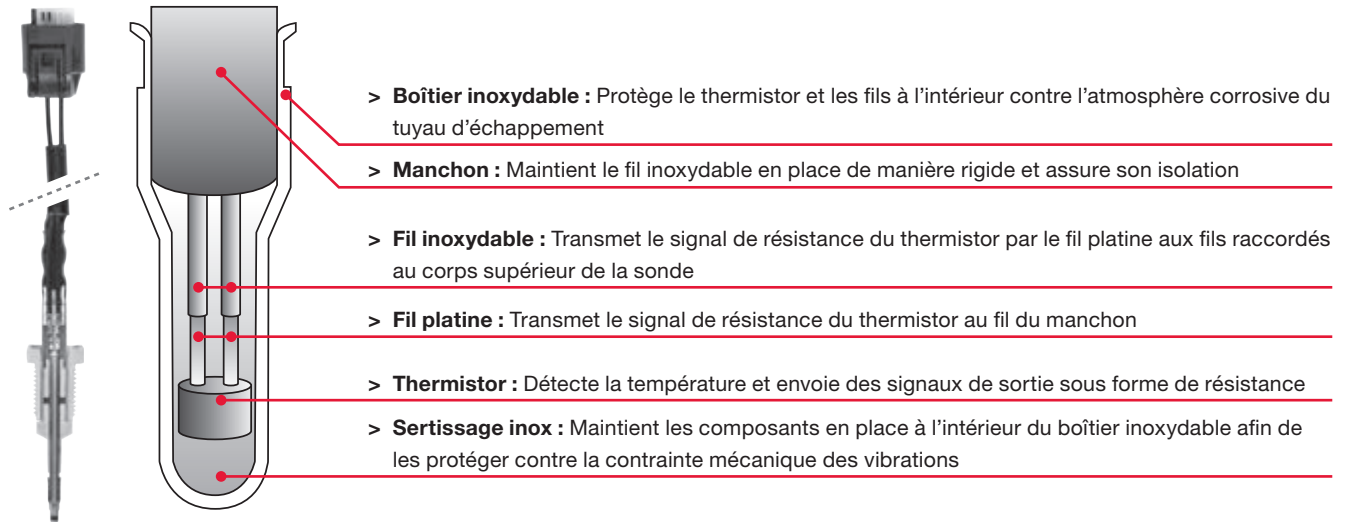 > Boîtier inoxydable : Protège le thermistor et les fils à l'intérieur contre l'atmosphère corrosive du
tuyau d'échappement
> Manchon : Maintient le fil inoxydable en place de manière rigide et assure son isolation
> Fil inoxydable : Transmet le signal de résistance du thermistor par le fil platine aux fils raccordés
au corps supérieur de la sonde
> Fil platine : Transmet le signal de résistance du thermistor au fil du manchon
> Thermistor : Détecte la température et envoie des signaux de sortie sous forme de résistance
> Sertissage inox : Maintient les composants en place à l'intérieur du boîtier inoxydable afin de
les protéger contre la contrainte mécanique des vibrations